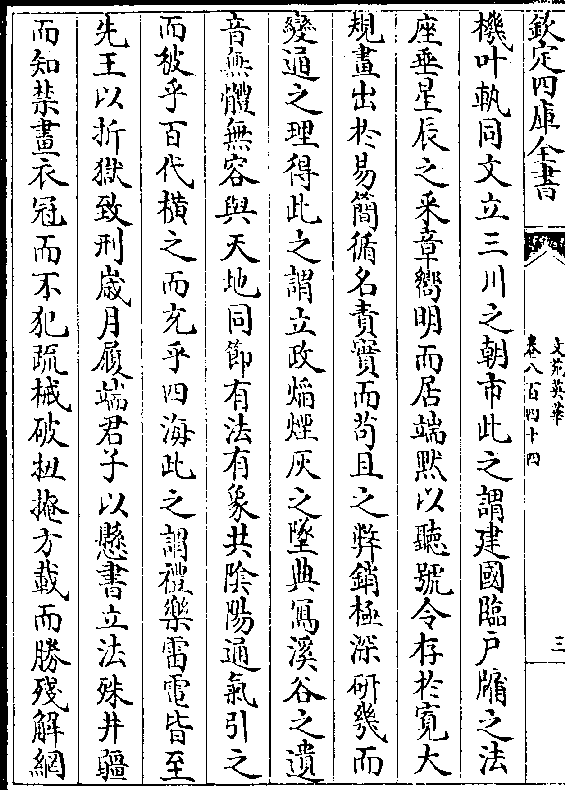 欽定四庫全書
文苑英華
卷八百四十四
三
機叶軌同文立三川之朝市此之謂建國臨户牖之法
座垂星辰之采章嚮明而居端黙以聽號令存於寛大
規畫出於易簡循名責實而茍且之弊銷極深研幾而
變通之理得此之謂立政焰煙灰之墜典冩溪谷之遺
音無體無容與天地同節有法有象共隂陽通氣引之
而被乎百代横之而充乎四海此之謂禮樂雷電皆至
先王以折獄致刑嵗月履端君子以懸書立法殊井疆
而知禁畫衣冠而不犯疏械破杻掩方載而勝殘解網